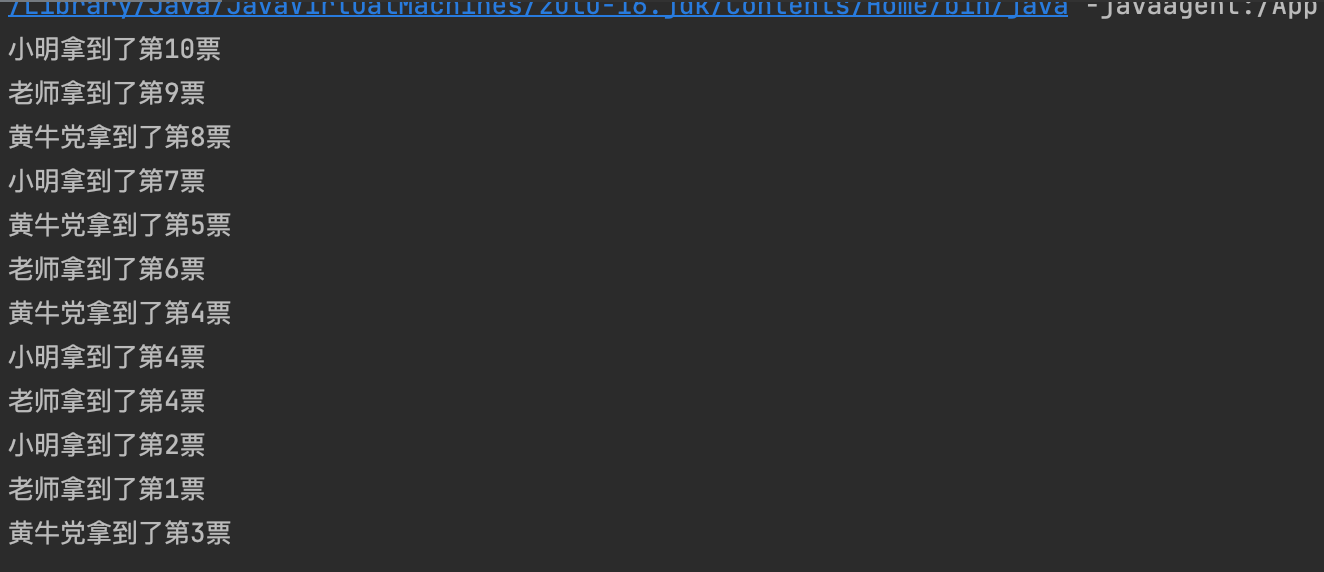 /Library/Java/JavaVirtualMachines/zulu-16.jdk/Contents/Home/bin/java -javaagent:/App
小明拿到了第10票
老师拿到了第9票
黄牛党拿到了第8票
小明拿到了第7票
黄牛党拿到了第5票
老师拿到了第6票
黄牛党拿到了第4票
小明拿到了第4票
老师拿到了第4票
小明拿到了第2票
老师拿到了第1票
黄牛党拿到了第3票